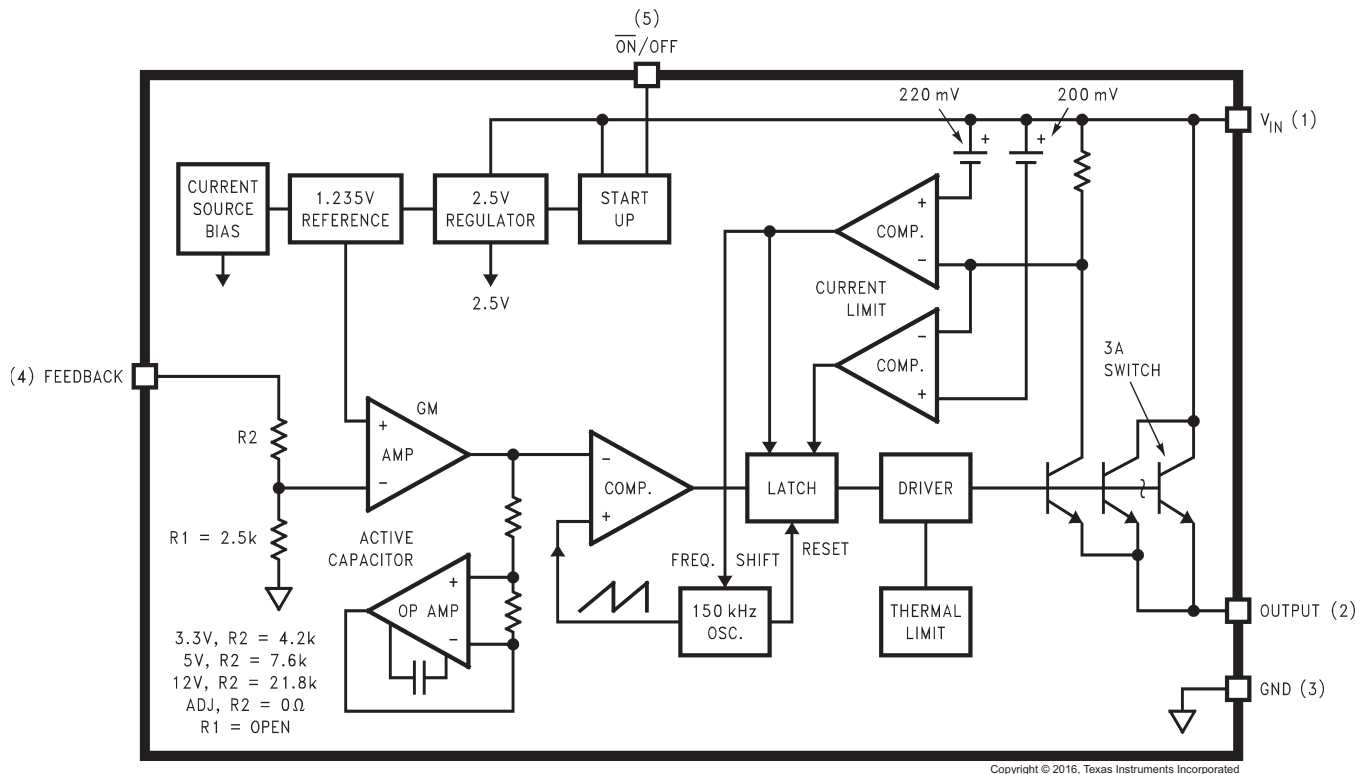 (5)
O̅N̅/OFF
220 mV
200 mV
+
+
V_IN (1)
CURRENT
SOURCE
BIAS
1.235V
REFERENCE
2.5V
REGULATOR
START
UP
2.5V
+
COMP.
-
CURRENT
LIMIT
-
COMP.
+
3A
SWITCH
(4) FEEDBACK
R2
R1 = 2.5k
GM
+
AMP
-
-
COMP.
+
LATCH
DRIVER
ACTIVE
CAPACITOR
+
OP AMP
-
FREQ. SHIFT
RESET
150 kHz
OSC.
THERMAL
LIMIT
OUTPUT (2)
GND (3)
3.3V, R2 = 4.2k
5V, R2 = 7.6k
12V, R2 = 21.8k
ADJ, R2 = 0Ω
R1 = OPEN
Copyright © 2016, Texas Instruments Incorporated